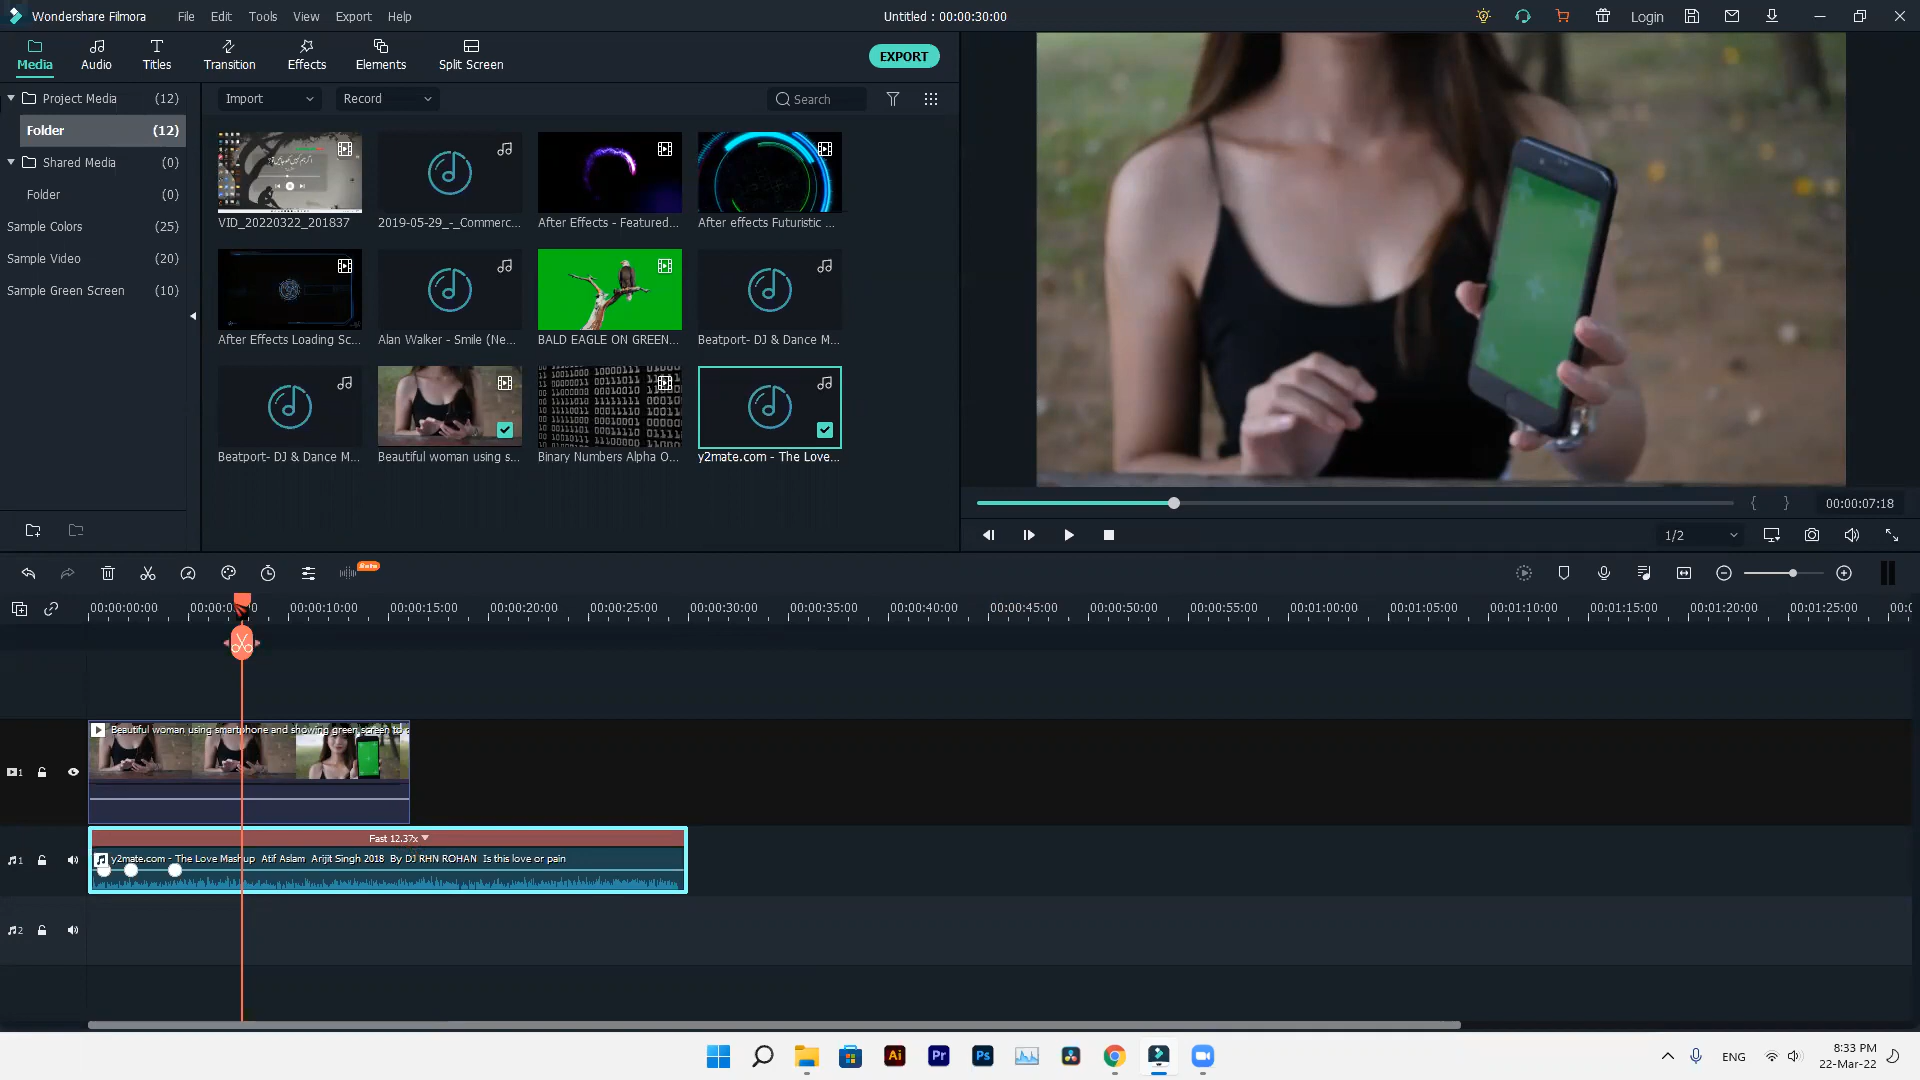 Wondershare Filmora
File Edit Tools View Export Help
Untitled : 00:00:30:00
Login
Media
Audio
Titles
Transition
Effects
Elements
Split Screen
EXPORT
Project Media (12)
Folder (12)
Shared Media (0)
Folder (0)
Sample Colors (25)
Sample Video (20)
Sample Green Screen (10)
Import
Record
Search
VID_20220322_201837
2019-05-29_-_Commerc...
After Effects - Featured...
After effects Futuristic ...
After Effects Loading Sc...
Alan Walker - Smile (Ne...
BALD EAGLE ON GREEN...
Beatport- DJ & Dance M...
Beatport- DJ & Dance M...
Beautiful woman using s...
Binary Numbers Alpha O...
y2mate.com - The Love...
00:00:07:18
1/2
00:00:00:00 00:00:10:00 00:00:15:00 00:00:20:00 00:00:25:00 00:00:30:00 00:00:35:00 00:00:40:00 00:00:45:00 00:00:50:00 00:00:55:00 00:01:00:00 00:01:05:00 00:01:10:00 00:01:15:00 00:01:20:00 00:01:25:00
Beautiful woman using smartphone and showing green screen to c
1
Fast 12.37x
y2mate.com - The Love Mashup Atif Aslam Arijit Singh 2018 By DJ RHN ROHAN Is this love or pain
1
2
Ai
Pr
Ps
ENG
8:33 PM
22-Mar-22